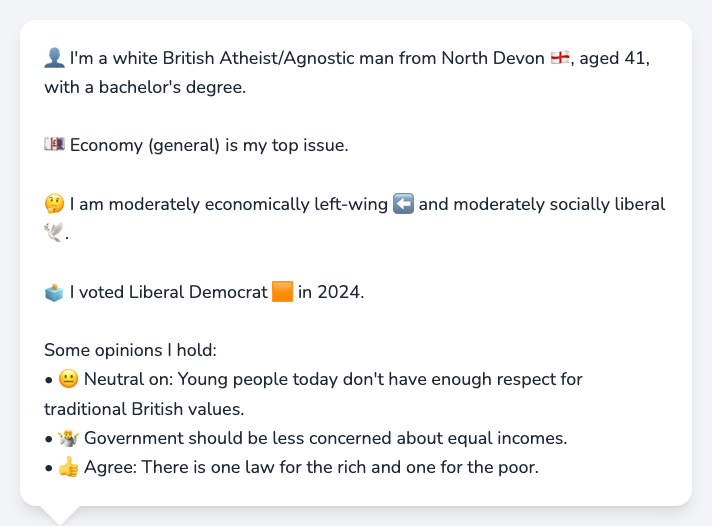 👤 I'm a white British Atheist/Agnostic man from North Devon 🏴󠁧󠁢󠁥󠁮󠁧󠁿, aged 41,
with a bachelor's degree.
💷 Economy (general) is my top issue.
🤔 I am moderately economically left-wing ⬅️ and moderately socially liberal
🕊️.
🗳️ I voted Liberal Democrat 🟧 in 2024.
Some opinions I hold:
• 😐 Neutral on: Young people today don't have enough respect for
traditional British values.
• 🤷 Government should be less concerned about equal incomes.
• 👍 Agree: There is one law for the rich and one for the poor.